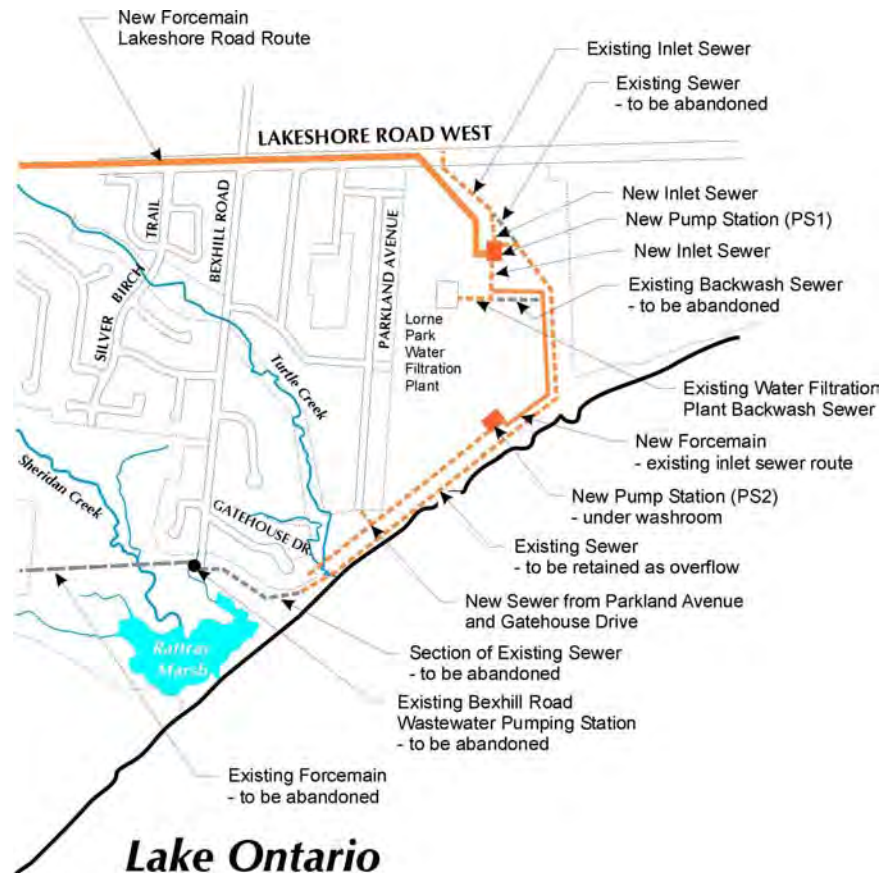 New Forcemain
Lakeshore Road Route
Existing Inlet Sewer
Existing Sewer
- to be abandoned
LAKESHORE ROAD WEST
New Inlet Sewer
New Pump Station (PS1)
New Inlet Sewer
Existing Backwash Sewer
- to be abandoned
SILVER BIRCH TRAIL
BEXHILL ROAD
PARKLAND AVENUE
Lorne
Park
Water
Filtration
Plant
Turtle Creek
Existing Water Filtration
Plant Backwash Sewer
New Forcemain
- existing inlet sewer route
Sheridan Creek
GATEHOUSE DR.
New Pump Station (PS2)
- under washroom
Existing Sewer
- to be retained as overflow
New Sewer from Parkland Avenue
and Gatehouse Drive
Rattray
Marsh
Section of Existing Sewer
- to be abandoned
Existing Bexhill Road
Wastewater Pumping Station
- to be abandoned
Existing Forcemain
- to be abandoned
Lake Ontario